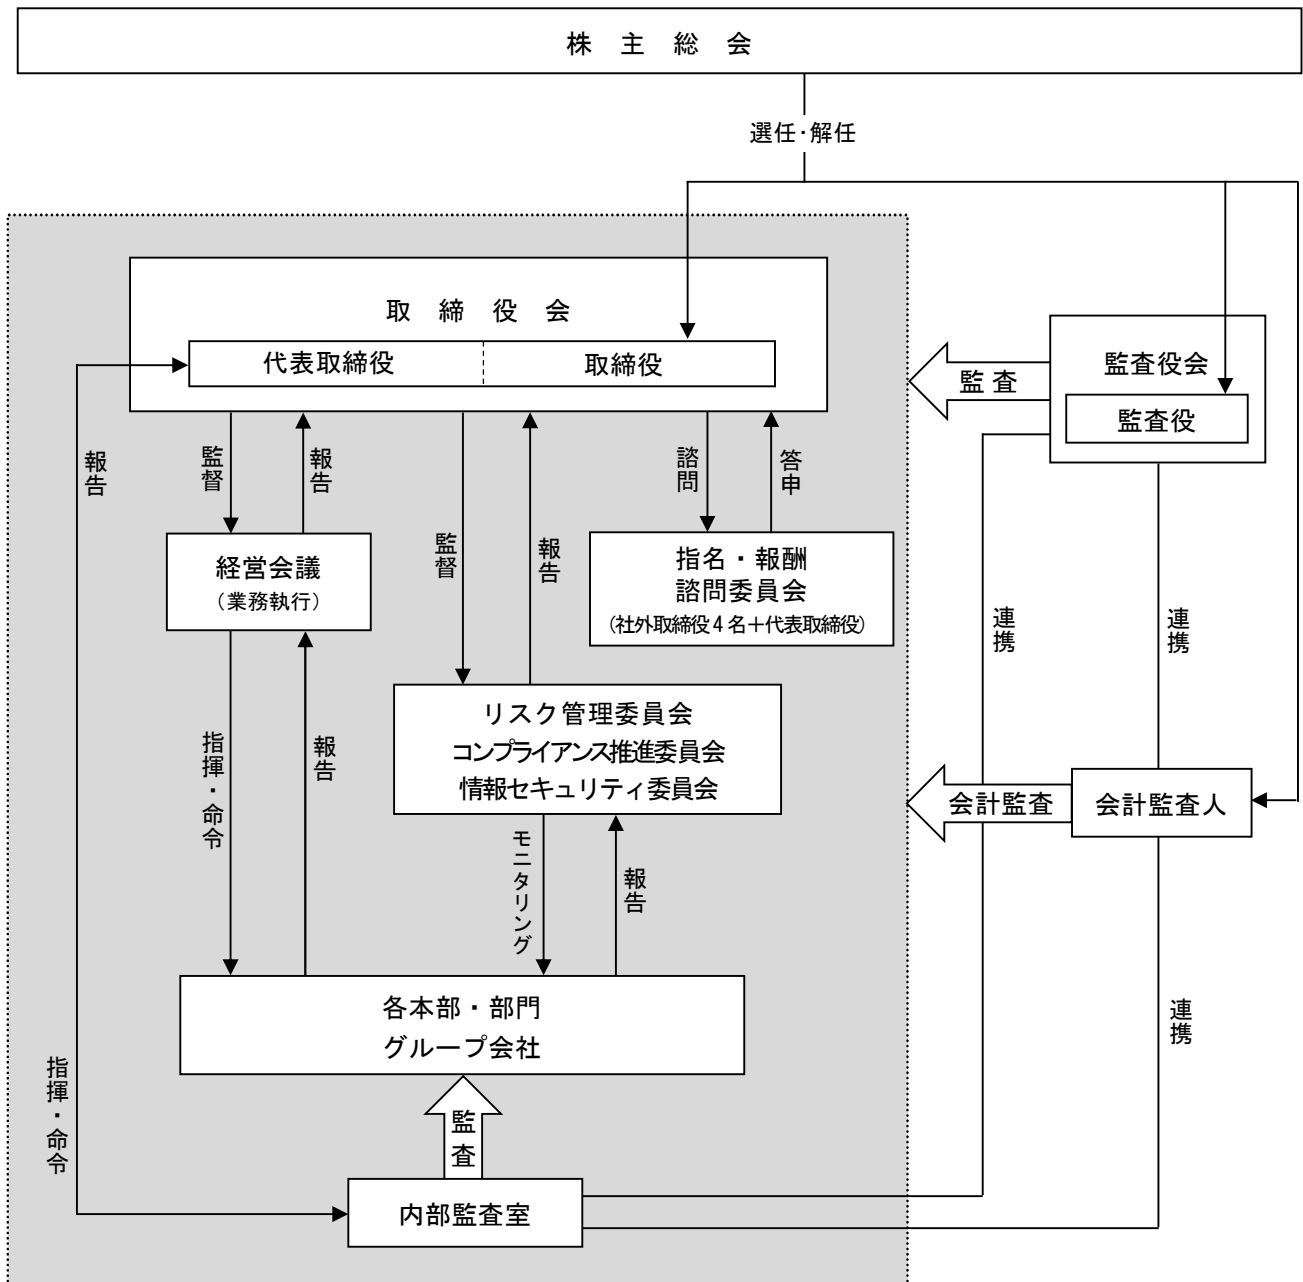 株 主 総 会
選任・解任
取 締 役 会
代表取締役
取締役
監査役会
監査役
監 査
報告
監督
報告
諮問
答申
経営会議
（業務執行）
監督
報告
指名・報酬
諮問委員会
（社外取締役４名＋代表取締役）
連携
連携
リスク管理委員会
コンプライアンス推進委員会
情報セキュリティ委員会
指揮・命令
報告
会計監査
会計監査人
モニタリング
報告
各本部・部門
グループ会社
連携
指揮・命令
監査
内部監査室